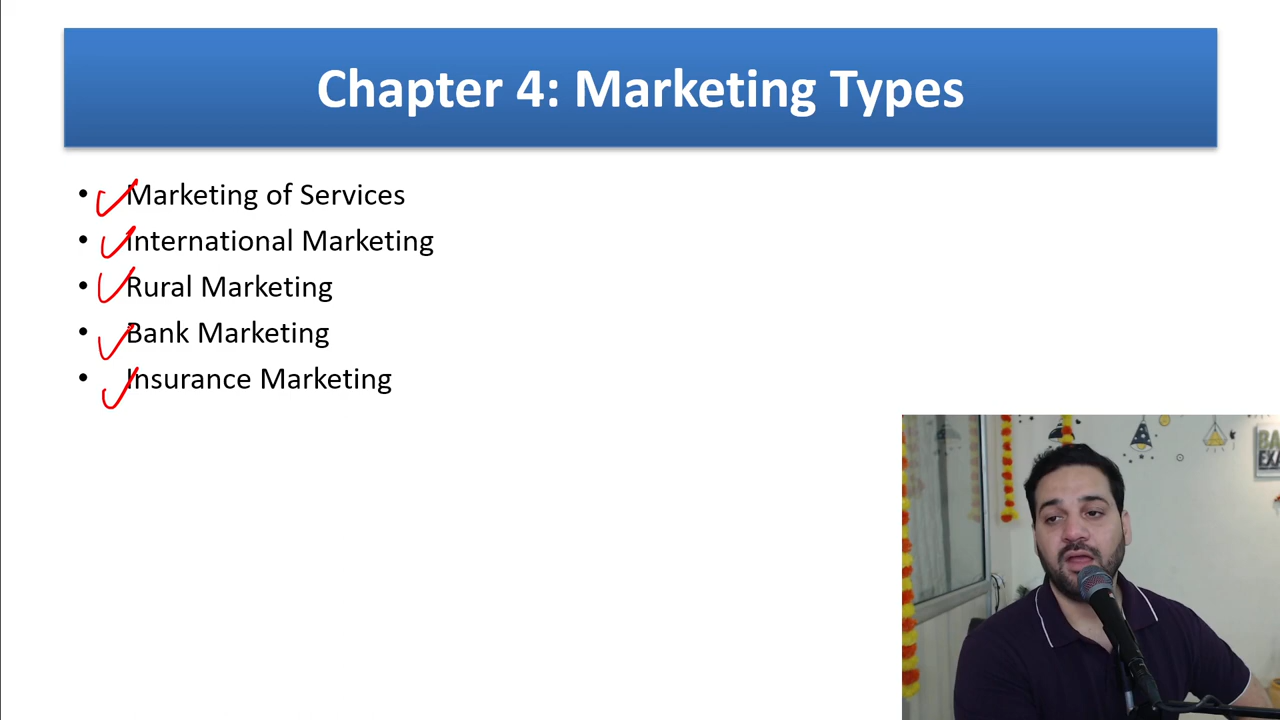 Chapter 4: Marketing Types
• Marketing of Services
• International Marketing
• Rural Marketing
• Bank Marketing
• Insurance Marketing